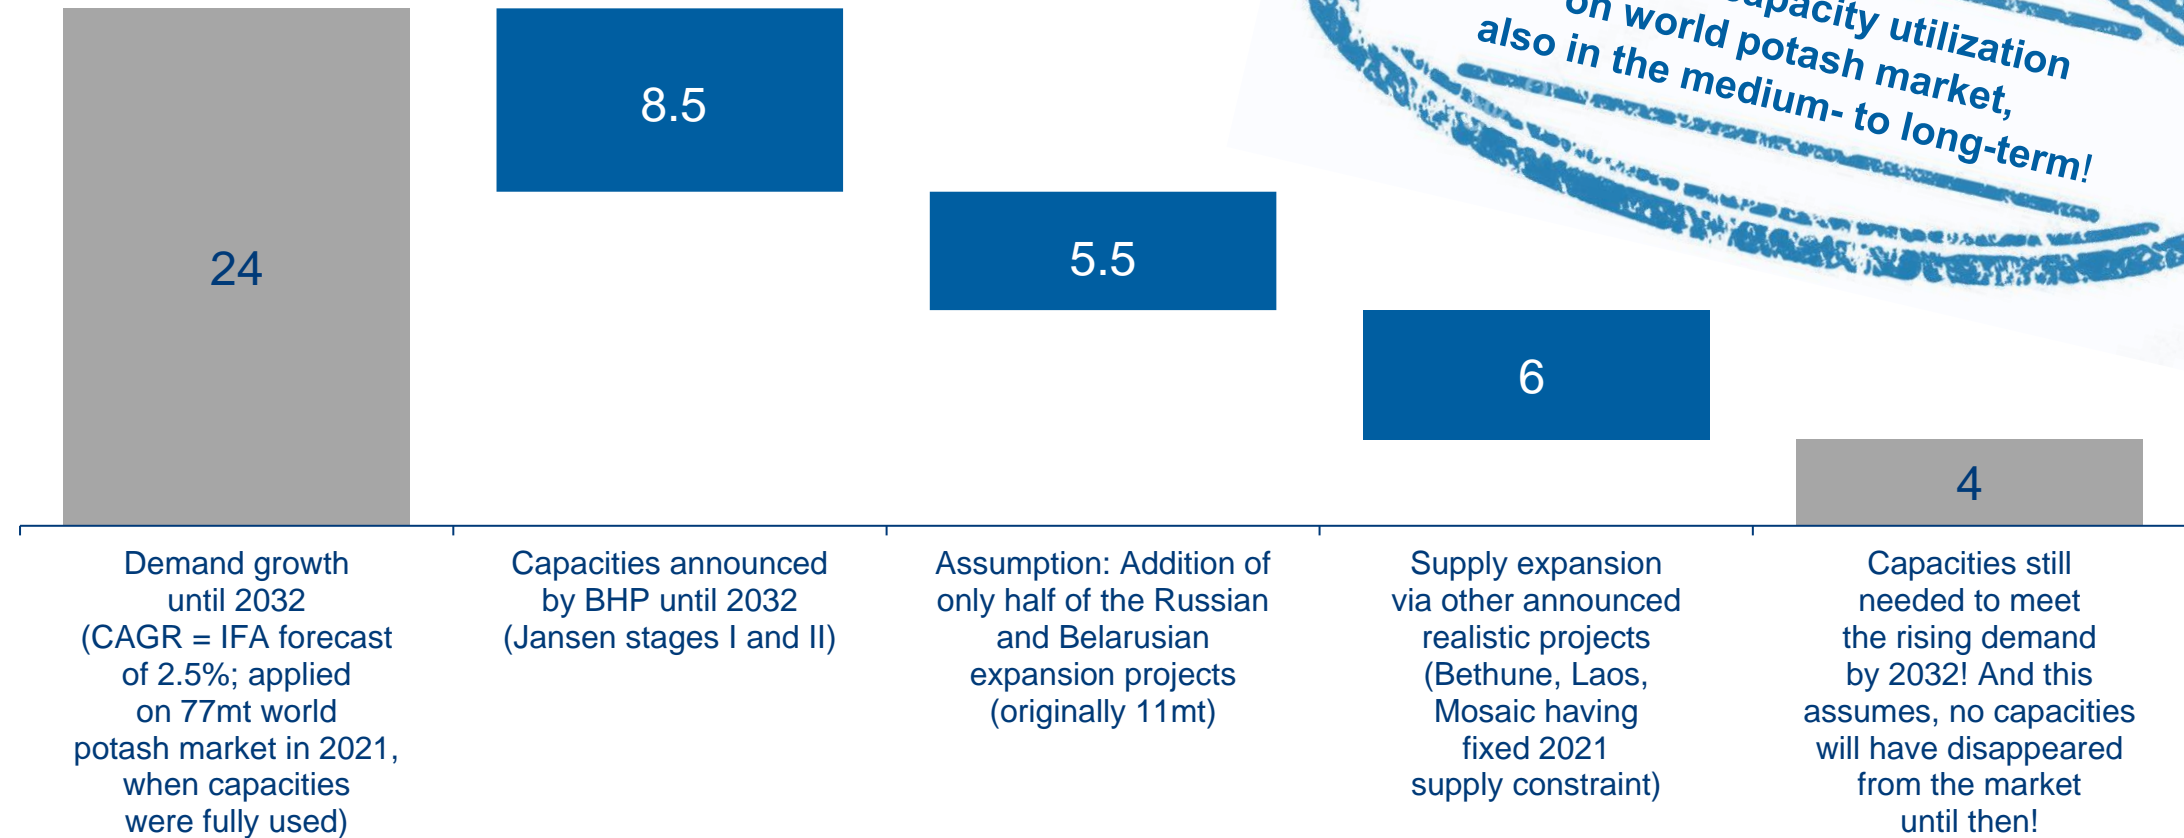 capacity utilization
on world potash market,
also in the medium- to long-term!
24
8.5
5.5
6
4
Demand growth
until 2032
(CAGR = IFA forecast
of 2.5%; applied
on 77mt world
potash market in 2021,
when capacities
were fully used)
Capacities announced
by BHP until 2032
(Jansen stages I and II)
Assumption: Addition of
only half of the Russian
and Belarusian
expansion projects
(originally 11mt)
Supply expansion
via other announced
realistic projects
(Bethune, Laos,
Mosaic having
fixed 2021
supply constraint)
Capacities still
needed to meet
the rising demand
by 2032! And this
assumes, no capacities
will have disappeared
from the market
until then!